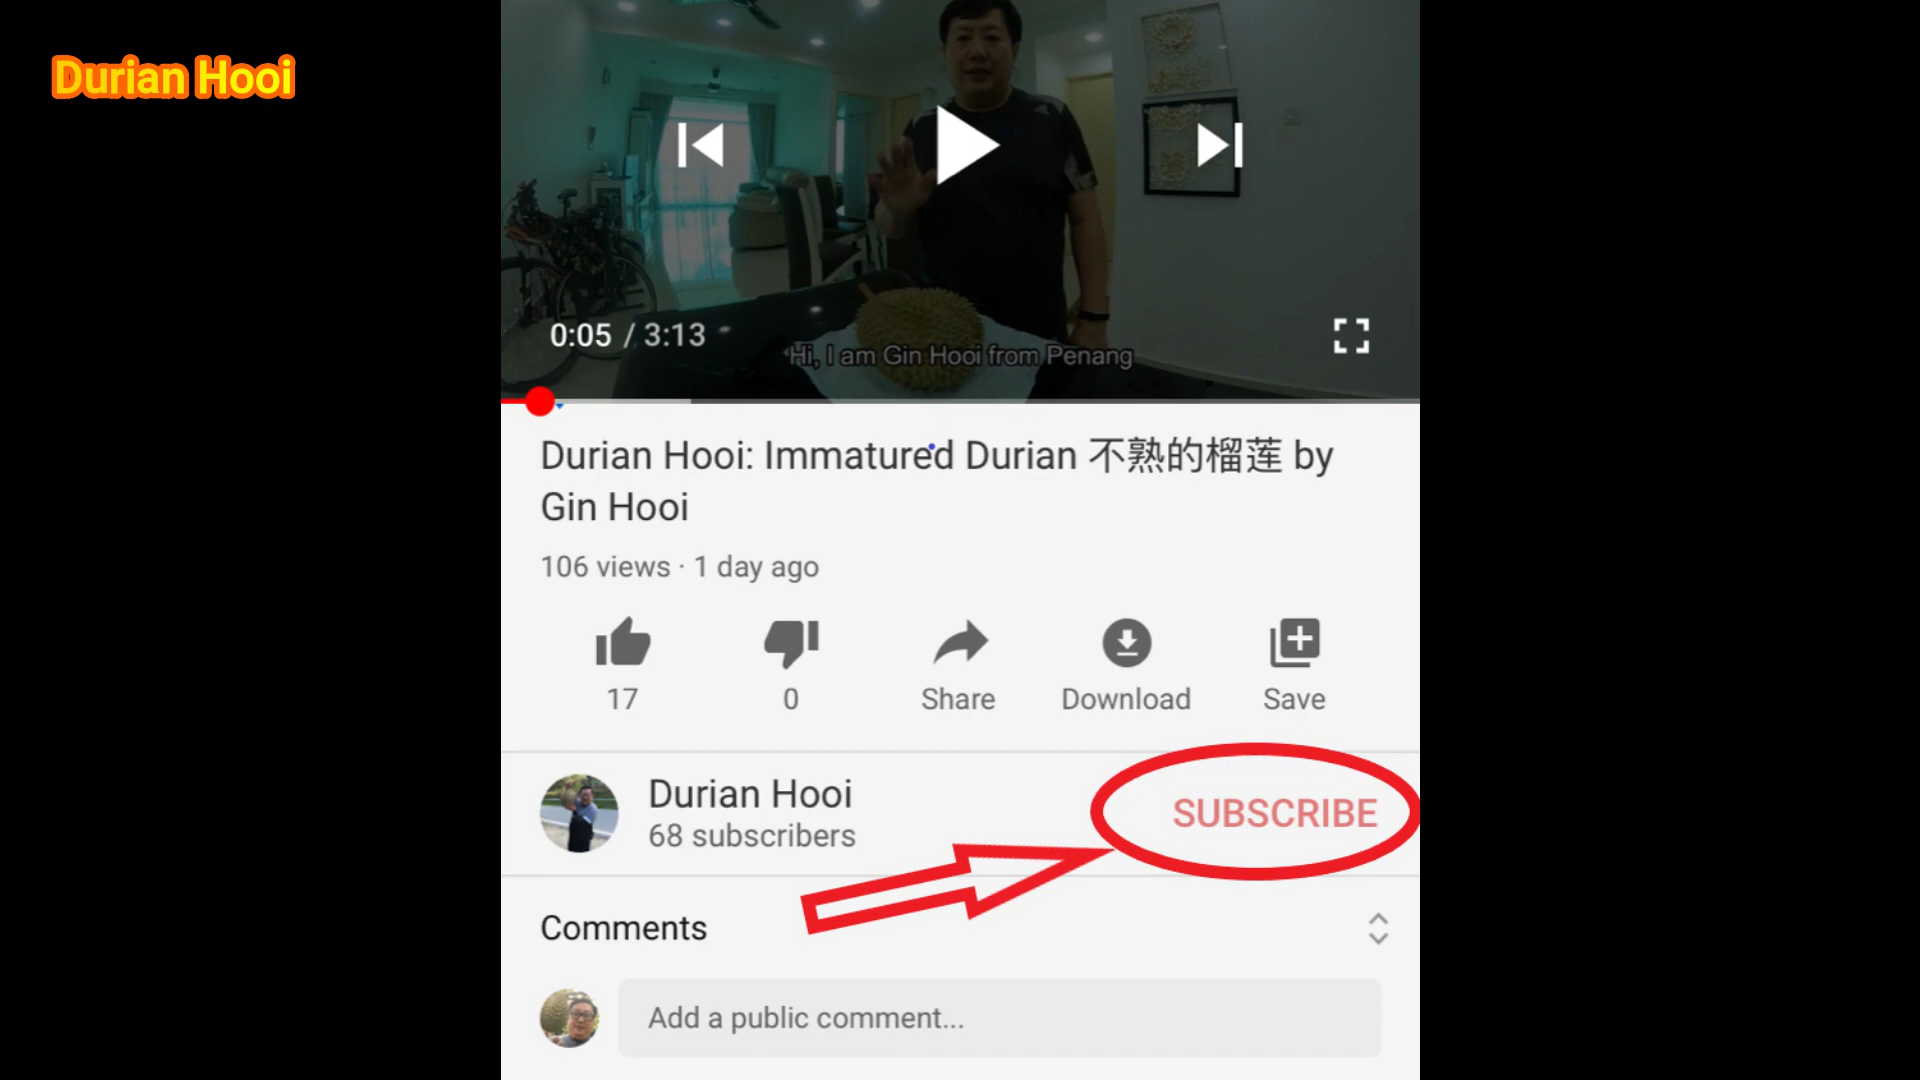 Durian Hooi
0:05 / 3:13
Hi, I am Gin Hooi from Penang
Durian Hooi: Immatured Durian 不熟的榴莲 by
Gin Hooi
106 views · 1 day ago
17
0
Share
Download
Save
Durian Hooi
68 subscribers
SUBSCRIBE
Comments
Add a public comment...